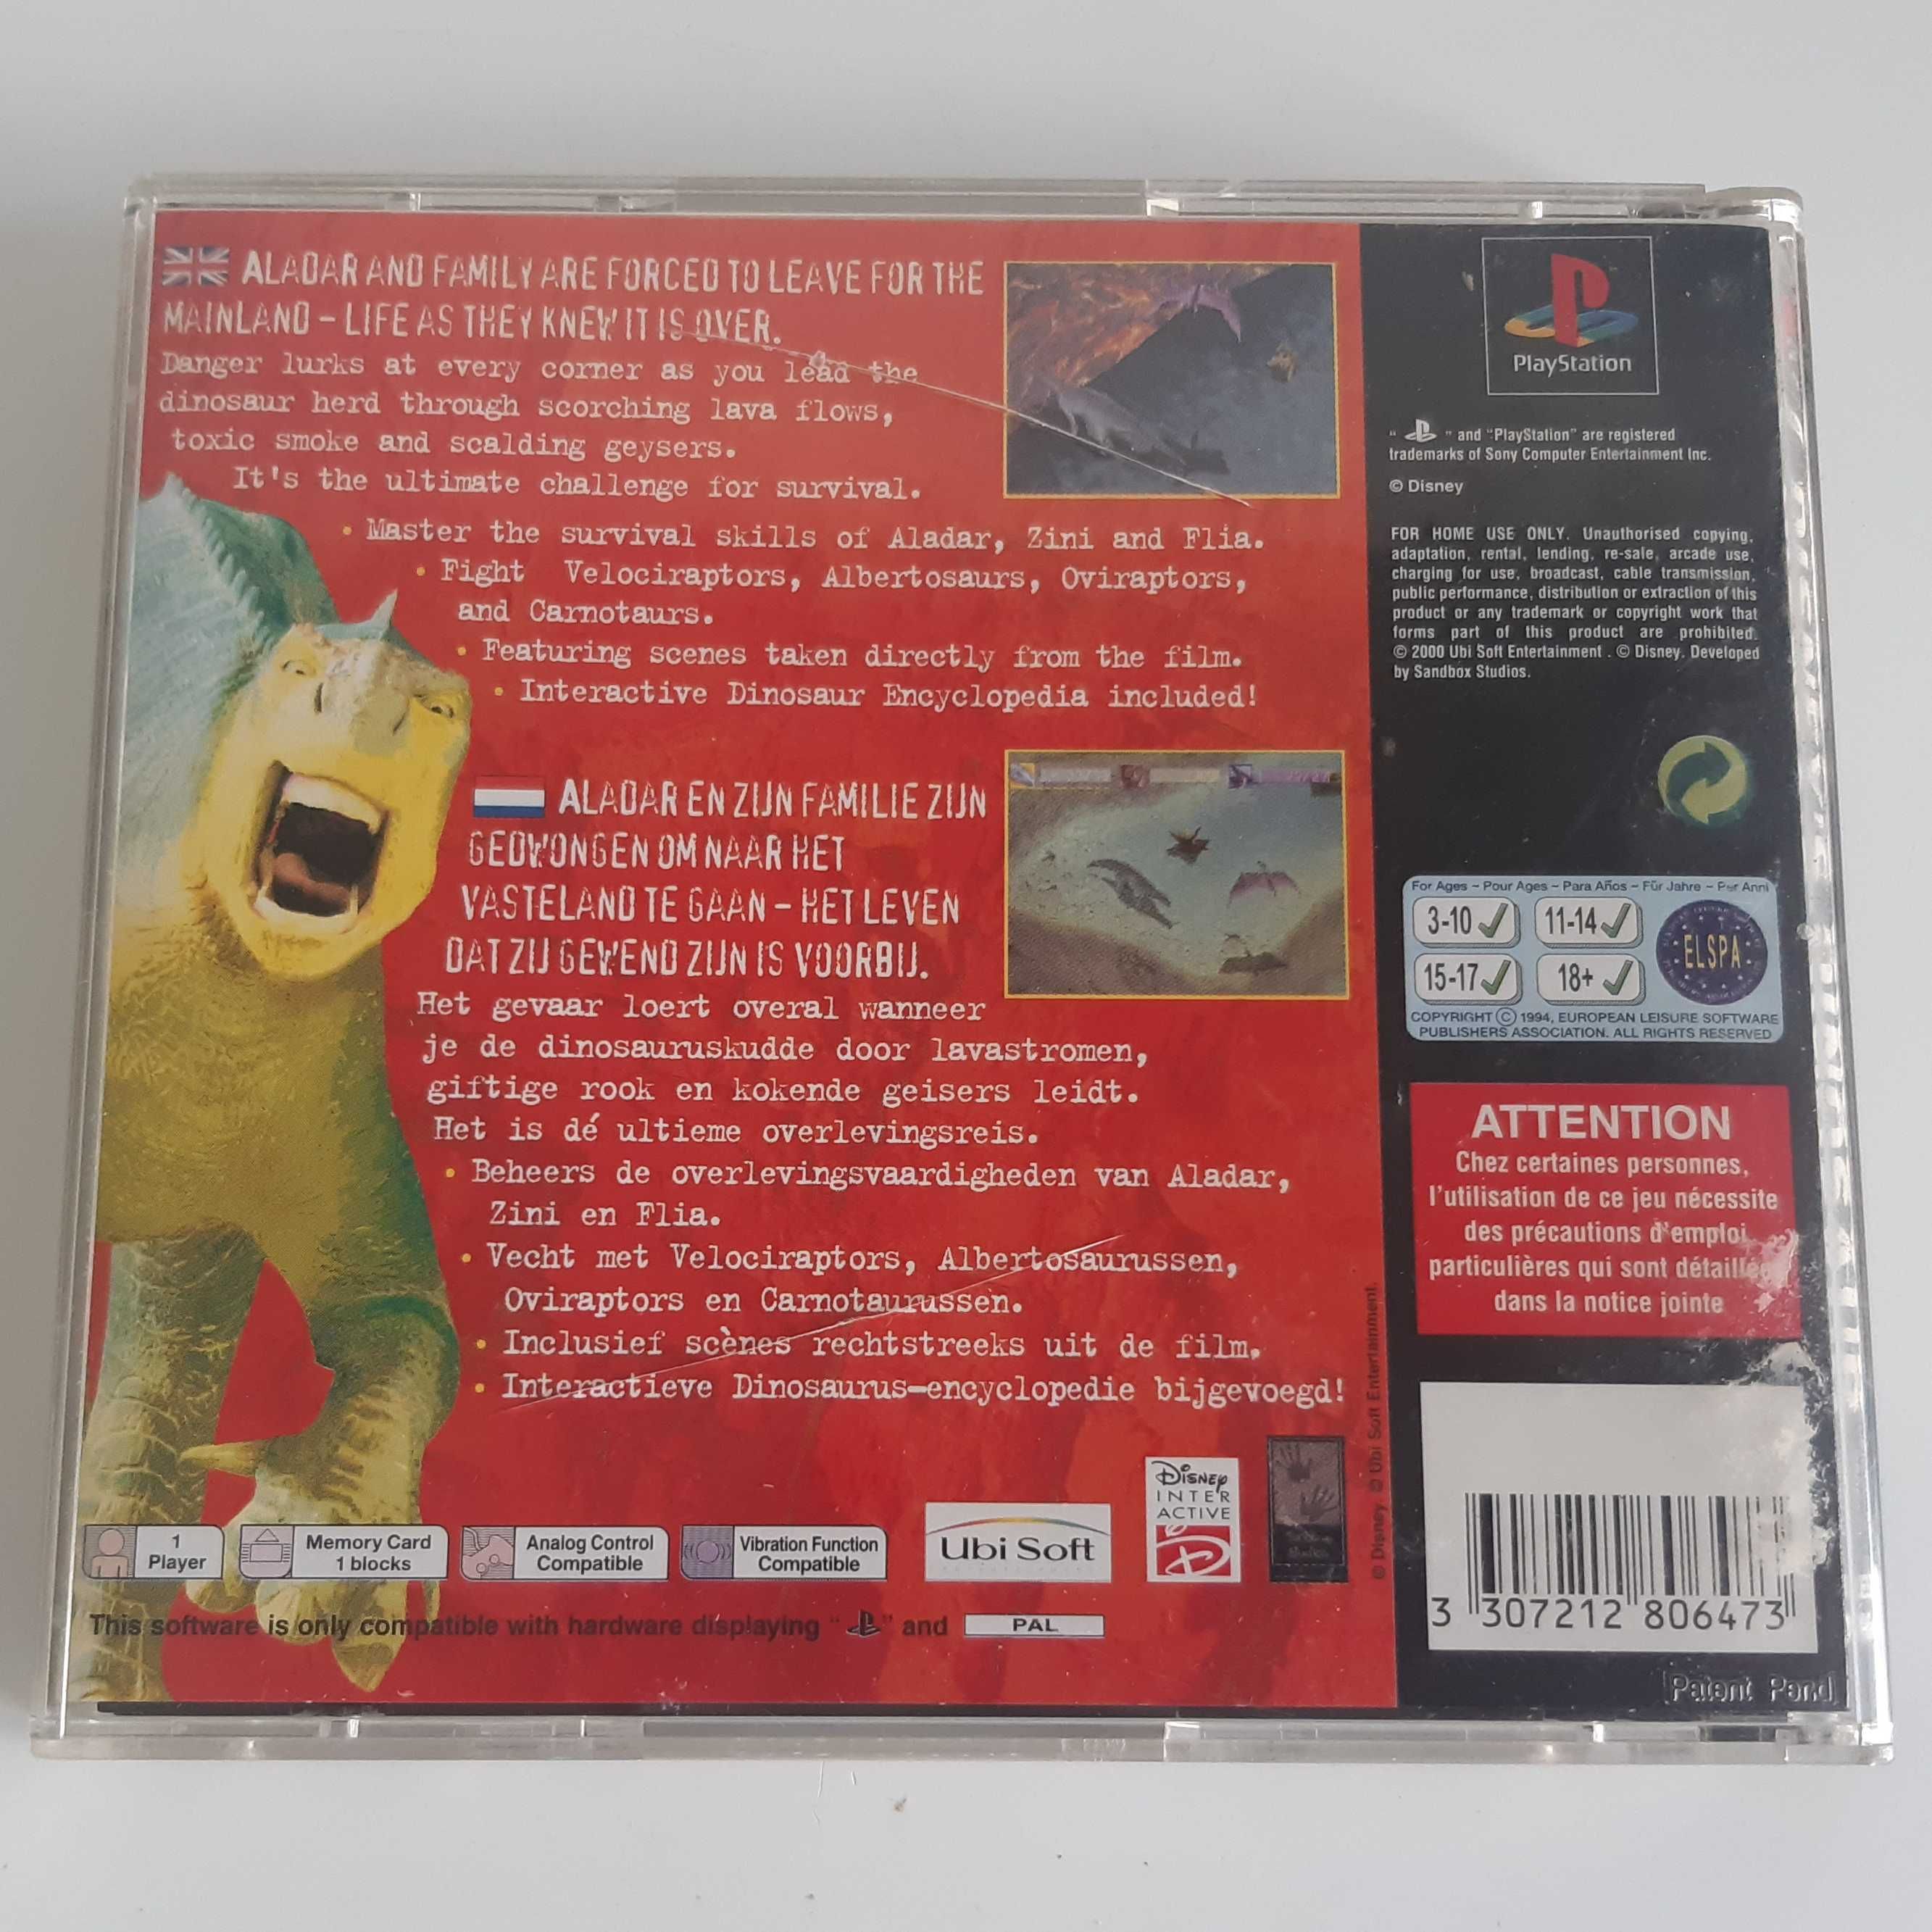 ALADAR AND FAMILY ARE FORCED TO LEAVE FOR THE
MAINLAND – LIFE AS THEY KNEW IT IS OVER.
Danger lurks at every corner as you lead the
dinosaur herd through scorching lava flows,
toxic smoke and scalding geysers.
It's the ultimate challenge for survival.
• Master the survival skills of Aladar, Zini and Flia.
• Fight Velociraptors, Albertosaurs, Oviraptors,
and Carnotaurs.
• Featuring scenes taken directly from the film.
• Interactive Dinosaur Encyclopedia included!
ALADAR EN ZIJN FAMILIE ZIJN
GEDWONGEN OM NAAR HET
VASTELAND TE GAAN – HET LEVEN
DAT ZIJ GEWEND ZIJN IS VOORBIJ.
Het gevaar loert overal wanneer
je de dinosauruskudde door lavastromen,
giftige rook en kokende geisers leidt.
Het is dé ultieme overlevingsreis.
• Beheers de overlevingsvaardigheden van Aladar,
Zini en Flia.
• Vecht met Velociraptors, Albertosaurussen,
Oviraptors en Carnotaurussen.
• Inclusief scènes rechtstreeks uit de film.
• Interactieve Dinosaurus-encyclopedie bijgevoegd!
1
Player
Memory Card
1 blocks
Analog Control
Compatible
Vibration Function
Compatible
Ubi Soft
DISNEY
INTER
ACTIVE
This software is only compatible with hardware displaying " " and PAL
© Disney © Ubi Soft Entertainment.
PlayStation
" " and "PlayStation" are registered
trademarks of Sony Computer Entertainment Inc.
© Disney
FOR HOME USE ONLY. Unauthorised copying,
adaptation, rental, lending, re-sale, arcade use,
charging for use, broadcast, cable transmission,
public performance, distribution or extraction of this
product or any trademark or copyright work that
forms part of this product are prohibited.
© 2000 Ubi Soft Entertainment . © Disney. Developed
by Sandbox Studios.
For Ages – Pour Ages – Para Años – Für Jahre – Per Anni
3-10 11-14
15-17 18+
ELSPA
COPYRIGHT © 1994, EUROPEAN LEISURE SOFTWARE
PUBLISHERS ASSOCIATION. ALL RIGHTS RESERVED
ATTENTION
Chez certaines personnes,
l'utilisation de ce jeu nécessite
des précautions d'emploi
particulières qui sont
dans la notice jointe
3 307212 806473
Patent Pend